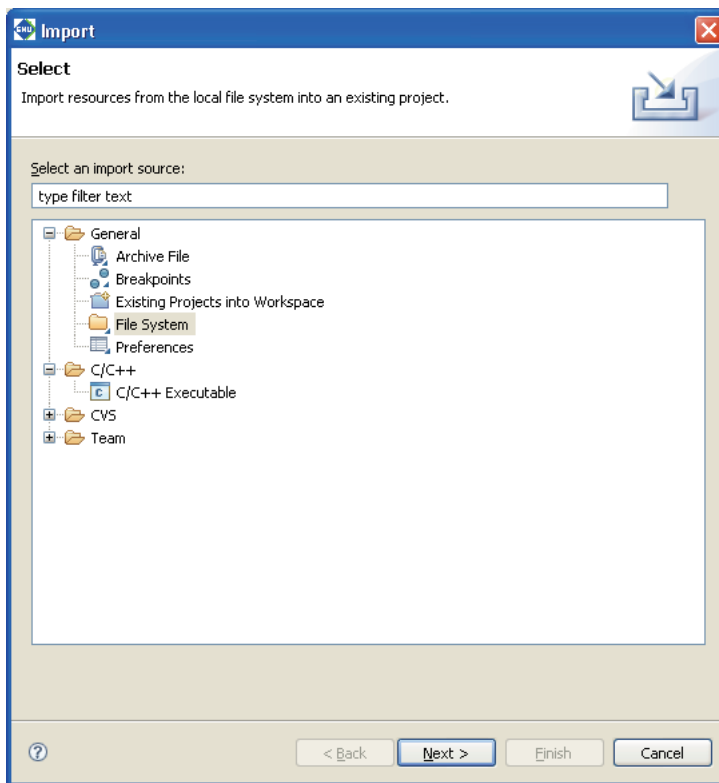 GNU Import
Select
Import resources from the local file system into an existing project.
Select an import source:
type filter text
General
Archive File
Breakpoints
Existing Projects into Workspace
File System
Preferences
C/C++
C/C++ Executable
CVS
Team
< Back Next > Finish Cancel